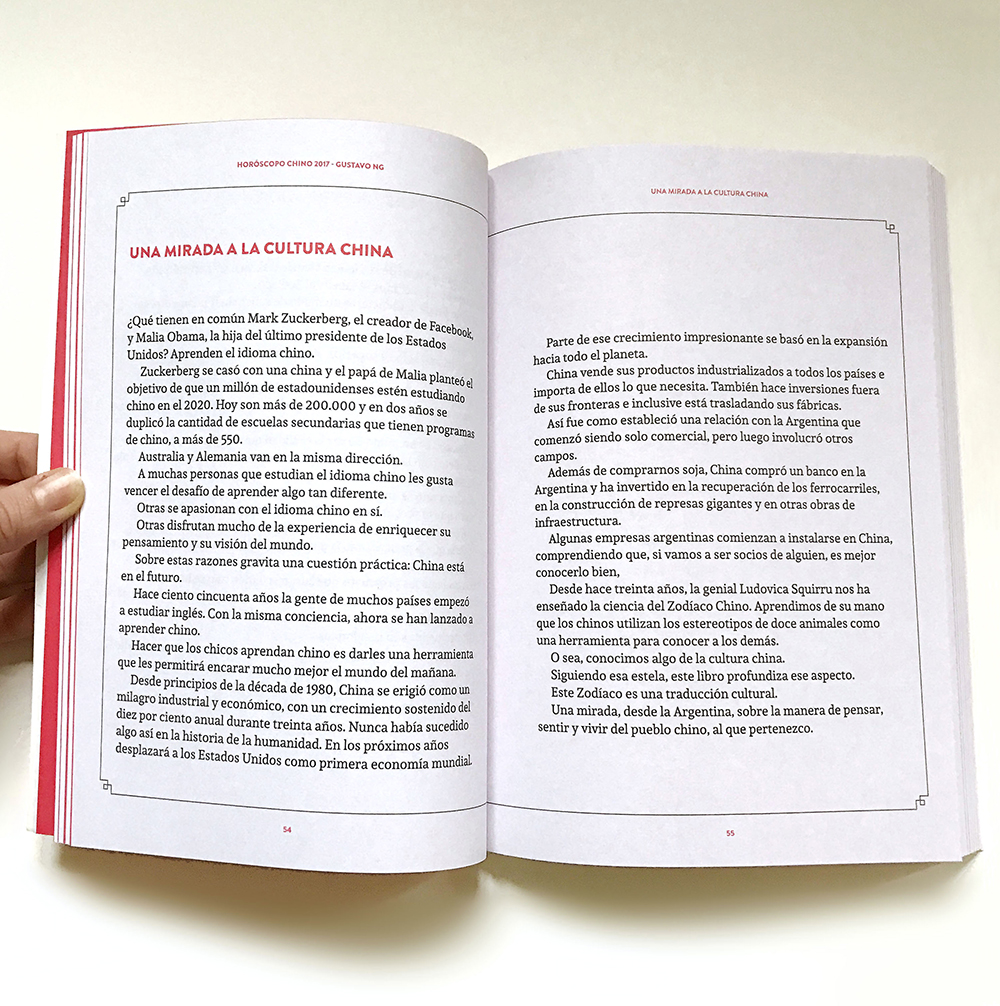 HORÓSCOPO CHINO 2017 - GUSTAVO NG
UNA MIRADA A LA CULTURA CHINA
¿Qué tienen en común Mark Zuckerberg, el creador de Facebook,
y Malia Obama, la hija del último presidente de los Estados
Unidos? Aprenden el idioma chino.
Zuckerberg se casó con una china y el papá de Malia planteó el
objetivo de que un millón de estadounidenses estén estudiando
chino en el 2020. Hoy son más de 200.000 y en dos años se
duplicó la cantidad de escuelas secundarias que tienen programas
de chino, a más de 550.
Australia y Alemania van en la misma dirección.
A muchas personas que estudian el idioma chino les gusta
vencer el desafío de aprender algo tan diferente.
Otras se apasionan con el idioma chino en sí.
Otras disfrutan mucho de la experiencia de enriquecer su
pensamiento y su visión del mundo.
Sobre estas razones gravita una cuestión práctica: China está
en el futuro.
Hace ciento cincuenta años la gente de muchos países empezó
a estudiar inglés. Con la misma conciencia, ahora se han lanzado a
aprender chino.
Hacer que los chicos aprendan chino es darles una herramienta
que les permitirá encarar mucho mejor el mundo del mañana.
Desde principios de la década de 1980, China se erigió como un
milagro industrial y económico, con un crecimiento sostenido del
diez por ciento anual durante treinta años. Nunca había sucedido
algo así en la historia de la humanidad. En los próximos años
desplazará a los Estados Unidos como primera economía mundial.
54
UNA MIRADA A LA CULTURA CHINA
Parte de ese crecimiento impresionante se basó en la expansión
hacia todo el planeta.
China vende sus productos industrializados a todos los países e
importa de ellos lo que necesita. También hace inversiones fuera
de sus fronteras e inclusive está trasladando sus fábricas.
Así fue como estableció una relación con la Argentina que
comenzó siendo solo comercial, pero luego involucró otros
campos.
Además de comprarnos soja, China compró un banco en la
Argentina y ha invertido en la recuperación de los ferrocarriles,
en la construcción de represas gigantes y en otras obras de
infraestructura.
Algunas empresas argentinas comienzan a instalarse en China,
comprendiendo que, si vamos a ser socios de alguien, es mejor
conocerlo bien,
Desde hace treinta años, la genial Ludovica Squirru nos ha
enseñado la ciencia del Zodíaco Chino. Aprendimos de su mano
que los chinos utilizan los estereotipos de doce animales como
una herramienta para conocer a los demás.
O sea, conocimos algo de la cultura china.
Siguiendo esa estela, este libro profundiza ese aspecto.
Este Zodíaco es una traducción cultural.
Una mirada, desde la Argentina, sobre la manera de pensar,
sentir y vivir del pueblo chino, al que pertenezco.
55